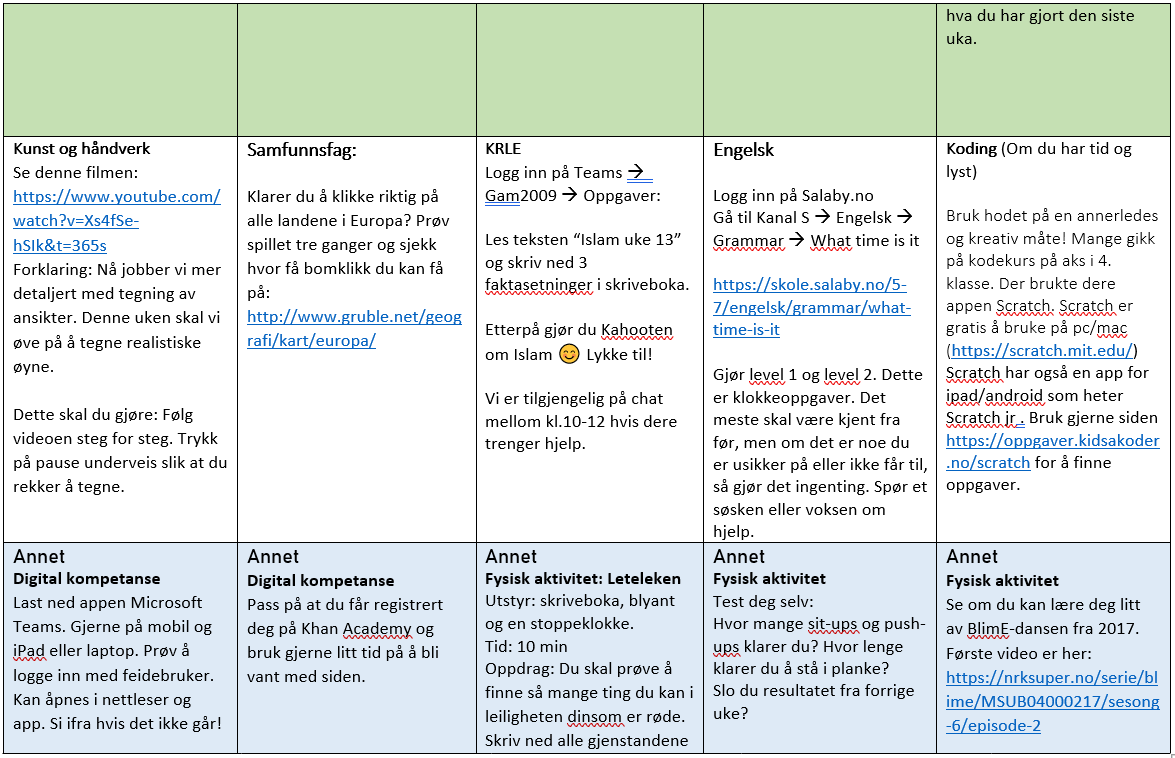 hva du har gjort den siste
uka.
Kunst og håndverk
Se denne filmen:
https://www.youtube.com/
watch?v=Xs4fSe-
hSIk&t=365s
Forklaring: Nå jobber vi mer
detaljert med tegning av
ansikter. Denne uken skal vi
øve på å tegne realistiske
øyne.
Dette skal du gjøre: Følg
videoen steg for steg. Trykk
på pause underveis slik at du
rekker å tegne.
Samfunnsfag:
Klarer du å klikke riktig på
alle landene i Europa? Prøv
spillet tre ganger og sjekk
hvor få bomklikk du kan få
på:
http://www.gruble.net/geog
rafi/kart/europa/
KRLE
Logg inn på Teams →
Gam2009 → Oppgaver:
Les teksten “Islam uke 13”
og skriv ned 3
faktasetninger i skriveboka.
Etterpå gjør du Kahooten
om Islam 😊 Lykke til!
Vi er tilgjengelig på chat
mellom kl.10-12 hvis dere
trenger hjelp.
Engelsk
Logg inn på Salaby.no
Gå til Kanal S → Engelsk →
Grammar → What time is it
https://skole.salaby.no/5-
7/engelsk/grammar/what-
time-is-it
Gjør level 1 og level 2. Dette
er klokkeoppgaver. Det
meste skal være kjent fra
før, men om det er noe du
er usikker på eller ikke får til,
så gjør det ingenting. Spør et
søsken eller voksen om
hjelp.
Koding (Om du har tid og
lyst)
Bruk hodet på en annerledes
og kreativ måte! Mange gikk
på kodekurs på aks i 4.
klasse. Der brukte dere
appen Scratch. Scratch er
gratis å bruke på pc/mac
(https://scratch.mit.edu/)
Scratch har også en app for
ipad/android som heter
Scratch jr . Bruk gjerne siden
https://oppgaver.kidsakoder
.no/scratch for å finne
oppgaver.
Annet
Digital kompetanse
Last ned appen Microsoft
Teams. Gjerne på mobil og
iPad eller laptop. Prøv å
logge inn med feidebruker.
Kan åpnes i nettleser og
app. Si ifra hvis det ikke går!
Annet
Digital kompetanse
Pass på at du får registrert
deg på Khan Academy og
bruk gjerne litt tid på å bli
vant med siden.
Annet
Fysisk aktivitet: Leteleken
Utstyr: skriveboka, blyant
og en stoppeklokke.
Tid: 10 min
Oppdrag: Du skal prøve å
finne så mange ting du kan i
leiligheten dinsom er røde.
Skriv ned alle gjenstandene
Annet
Fysisk aktivitet
Test deg selv:
Hvor mange sit-ups og push-
ups klarer du? Hvor lenge
klarer du å stå i planke?
Slo du resultatet fra forrige
uke?
Annet
Fysisk aktivitet
Se om du kan lære deg litt
av BlimE-dansen fra 2017.
Første video er her:
https://nrksuper.no/serie/bl
ime/MSUB04000217/sesong
-6/episode-2